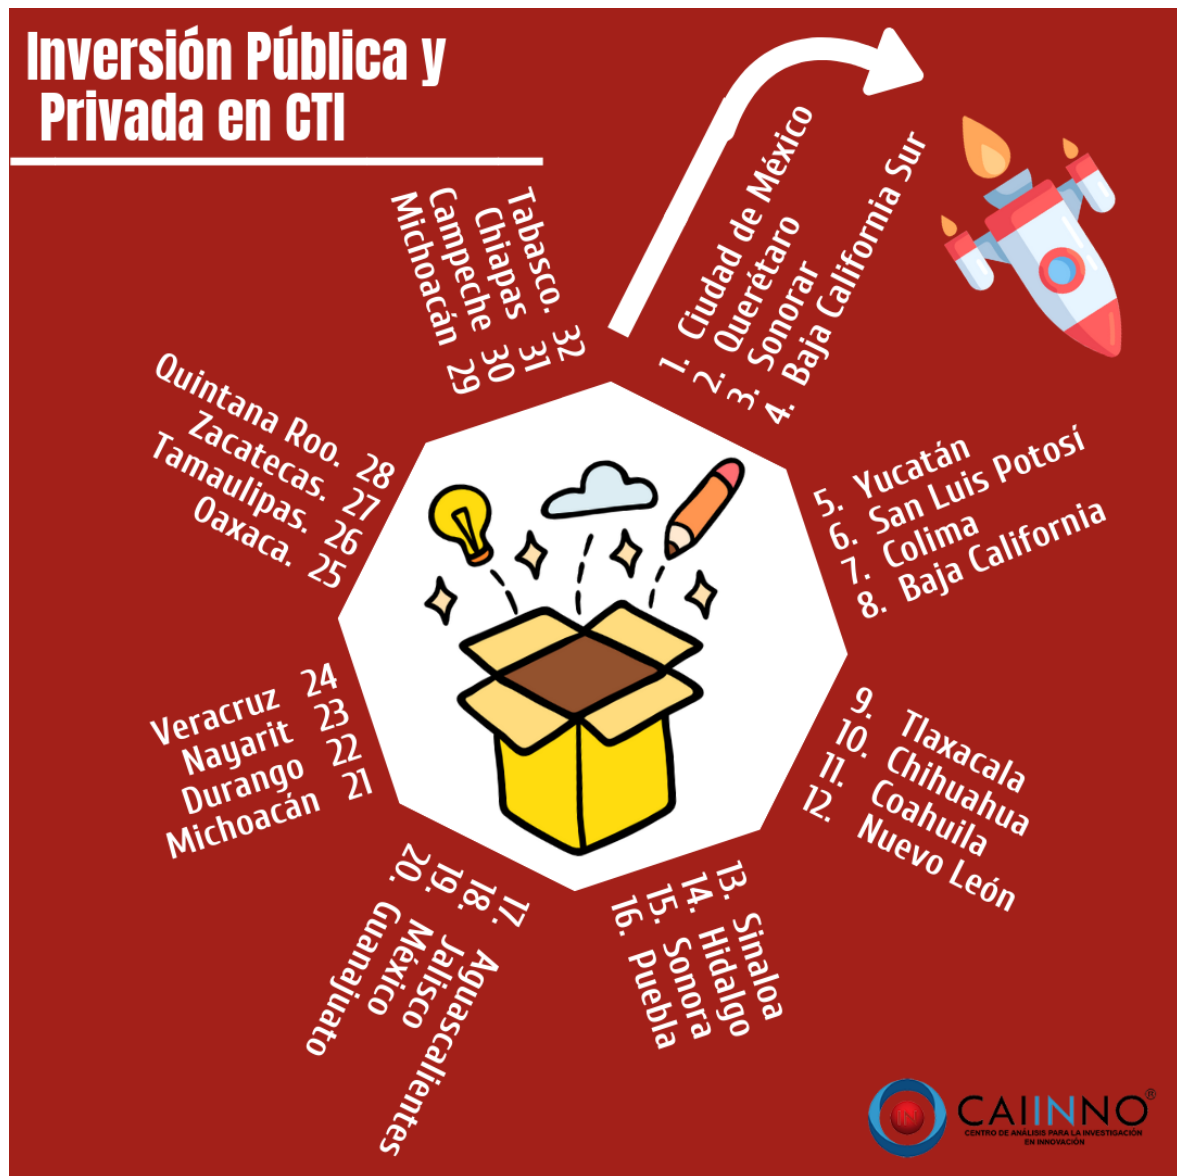 Inversión Pública y
Privada en CTI
1. Ciudad de México
2. Querétaro
3. Sonorar
4. Baja California Sur
5. Yucatán
6. San Luis Potosí
7. Colima
8. Baja California
9. Tlaxacala
10. Chihuahua
11. Coahuila
12. Nuevo León
13. Sinaloa
14. Hidalgo
15. Sonora
16. Puebla
17. Aguascalientes
18. Jalisco
19. México
20. Guanajuato
Michoacán 21
Durango 22
Nayarit 23
Veracruz 24
Oaxaca. 25
Tamaulipas. 26
Zacatecas. 27
Quintana Roo. 28
Michoacán 29
Campeche 30
Chiapas 31
Tabasco. 32
CAIINNO®
CENTRO DE ANÁLISIS PARA LA INVESTIGACIÓN
EN INNOVACIÓN